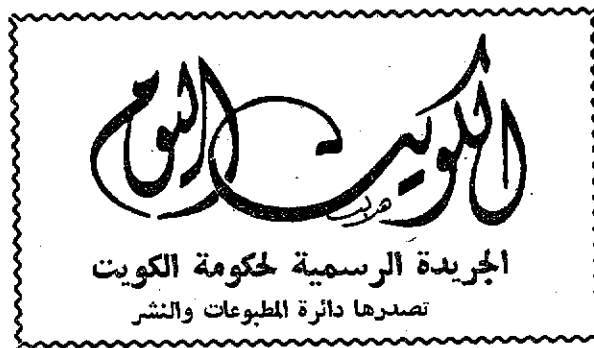 الكويت اليوم
الجريدة الرسمية لحكومة الكويت
تصدرها دائرة المطبوعات والنشر